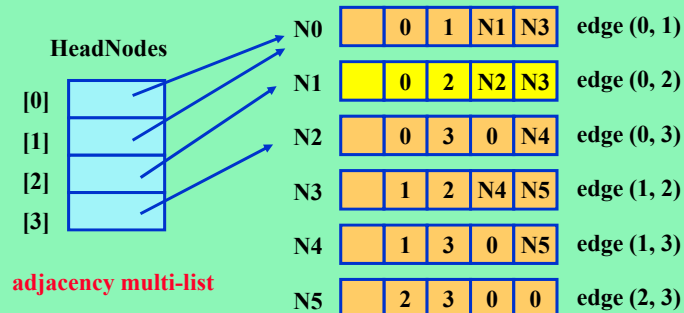 HeadNodes
[0]
[1]
[2]
[3]
adjacency multi-list
N0 0 1 N1 N3 edge (0, 1)
N1 0 2 N2 N3 edge (0, 2)
N2 0 3 0 N4 edge (0, 3)
N3 1 2 N4 N5 edge (1, 2)
N4 1 3 0 N5 edge (1, 3)
N5 2 3 0 0 edge (2, 3)